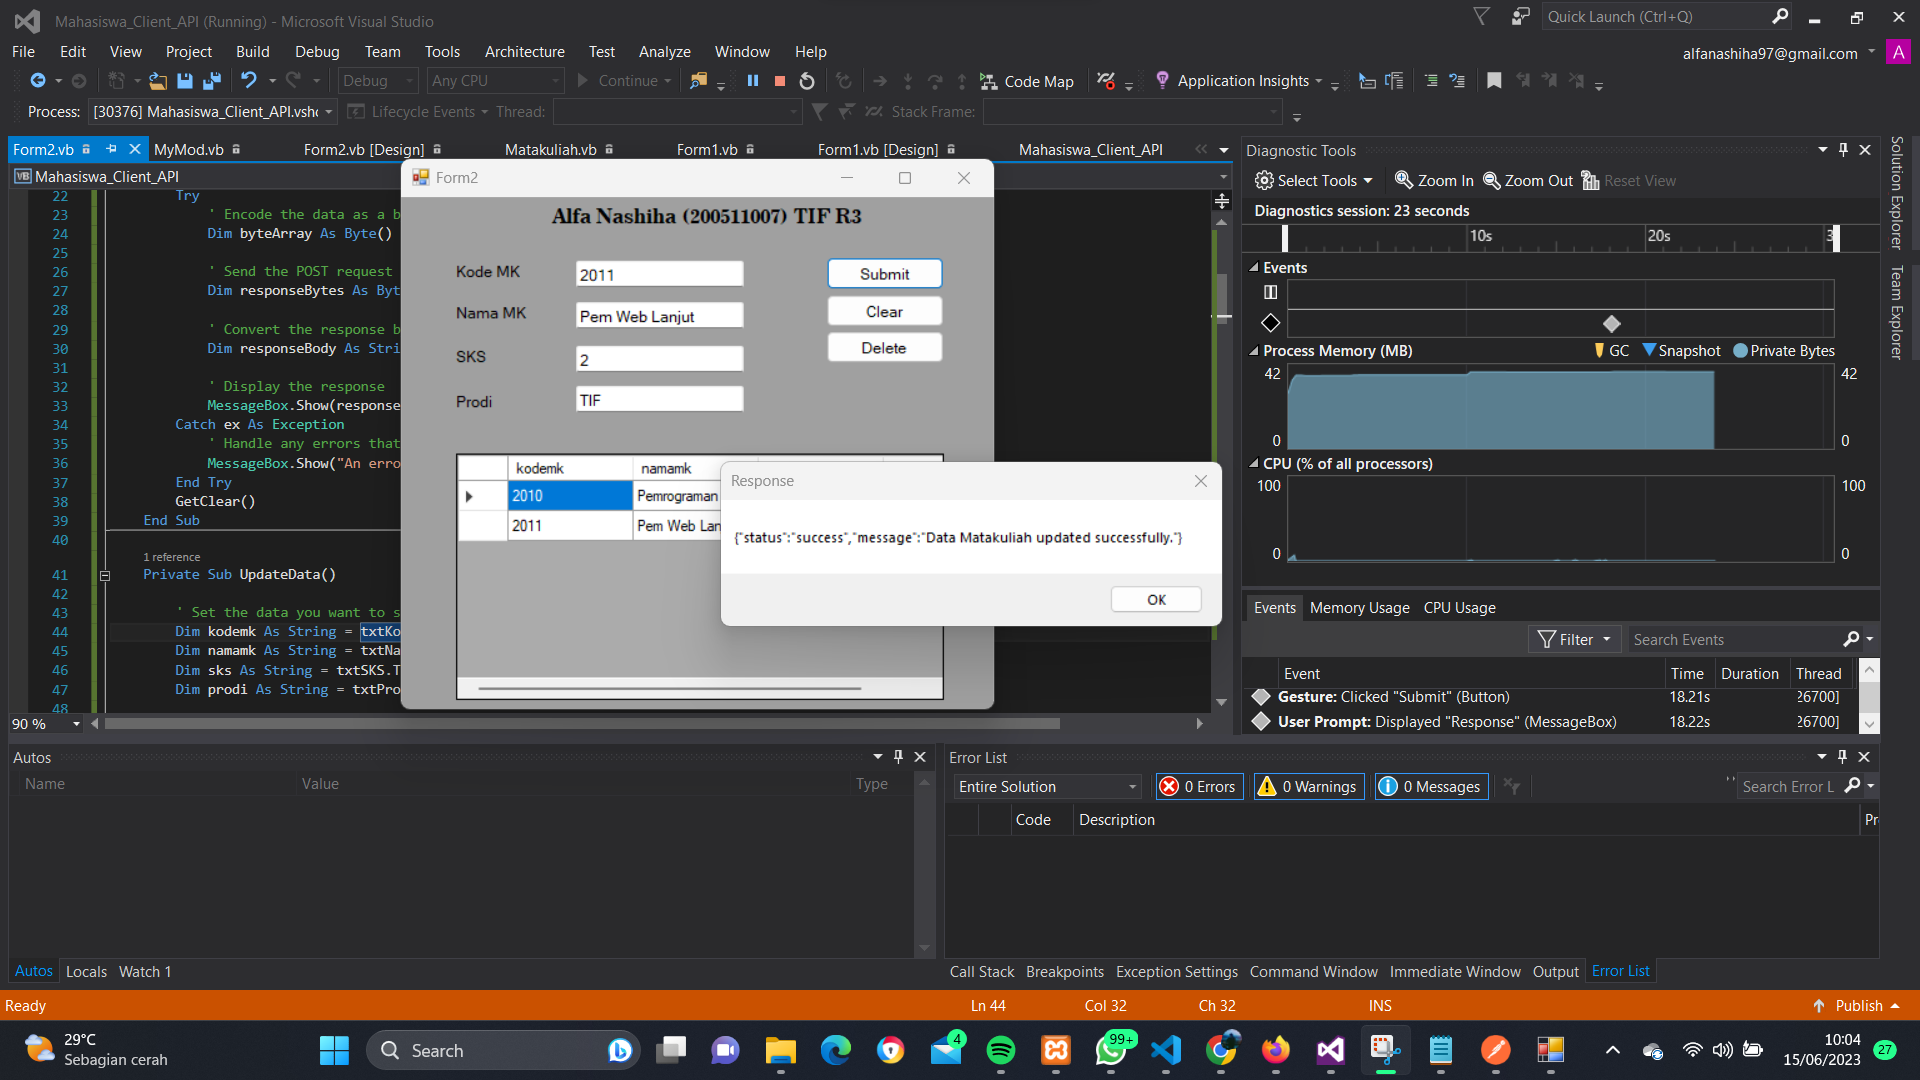 Mahasiswa_Client_API (Running) - Microsoft Visual Studio
Quick Launch (Ctrl+Q)
File Edit View Project Build Debug Team Tools Architecture Test Analyze Window Help
alfanashiha97@gmail.com A
Debug Any CPU Continue Code Map Application Insights
Process: [30376] Mahasiswa_Client_API.vshc Lifecycle Events Thread: Stack Frame:
Form2.vb MyMod.vb Form2.vb [Design] Matakuliah.vb Form1.vb Form1.vb [Design] Mahasiswa_Client_API
VB Mahasiswa_Client_API
22 Try
23 ' Encode the data as a b
24 Dim byteArray As Byte()
25
26 ' Send the POST request
27 Dim responseBytes As Byt
28
29 ' Convert the response b
30 Dim responseBody As Stri
31
32 ' Display the response
33 MessageBox.Show(response
34 Catch ex As Exception
35 ' Handle any errors that
36 MessageBox.Show("An erro
37 End Try
38 GetClear()
39 End Sub
40
1 reference
41 Private Sub UpdateData()
42
43 ' Set the data you want to s
44 Dim kodemk As String = txtKo
45 Dim namamk As String = txtNa
46 Dim sks As String = txtSKS.T
47 Dim prodi As String = txtPro
48
90 %
Form2
Alfa Nashiha (200511007) TIF R3
Kode MK 2011 Submit
Nama MK Pem Web Lanjut Clear
SKS 2 Delete
Prodi TIF
kodemk namamk
2010 Pemrograman
2011 Pem Web Lan
Response
{"status":"success","message":"Data Matakuliah updated successfully."}
OK
Diagnostic Tools
Select Tools Zoom In Zoom Out Reset View
Diagnostics session: 23 seconds
10s 20s 3
Events
Process Memory (MB) GC Snapshot Private Bytes
42 42
0 0
CPU (% of all processors)
100 100
0 0
Events Memory Usage CPU Usage
Filter Search Events
Event Time Duration Thread
Gesture: Clicked "Submit" (Button) 18.21s 26700]
User Prompt: Displayed "Response" (MessageBox) 18.22s 26700]
Solution Explorer
Team Explorer
Autos
Name Value Type
Autos Locals Watch 1
Error List
Entire Solution 0 Errors 0 Warnings 0 Messages Search Error L
Code Description Pr
Call Stack Breakpoints Exception Settings Command Window Immediate Window Output Error List
Ready Ln 44 Col 32 Ch 32 INS Publish
29°C
Sebagian cerah
Search
4
99+
10:04
15/06/2023
27